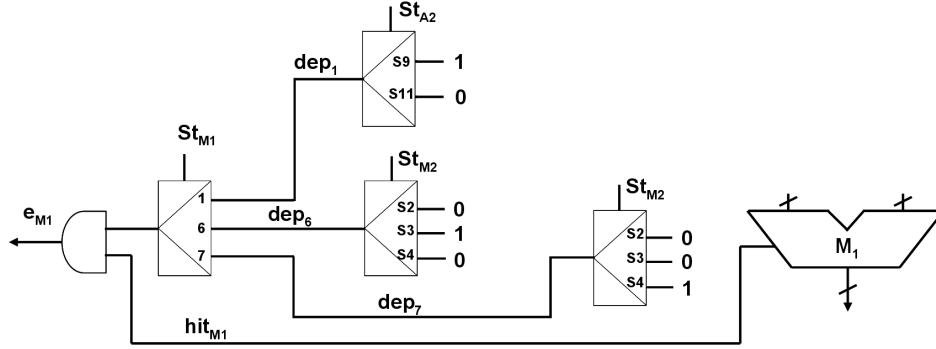 St_A2
S9 1
dep_1
S11 0
St_M1
St_M2
St_M2
e_M1
1
S2 0
dep_6
6
S3 1
7
S4 0
S2 0
S3 0
S4 1
M_1
dep_7
hit_M1